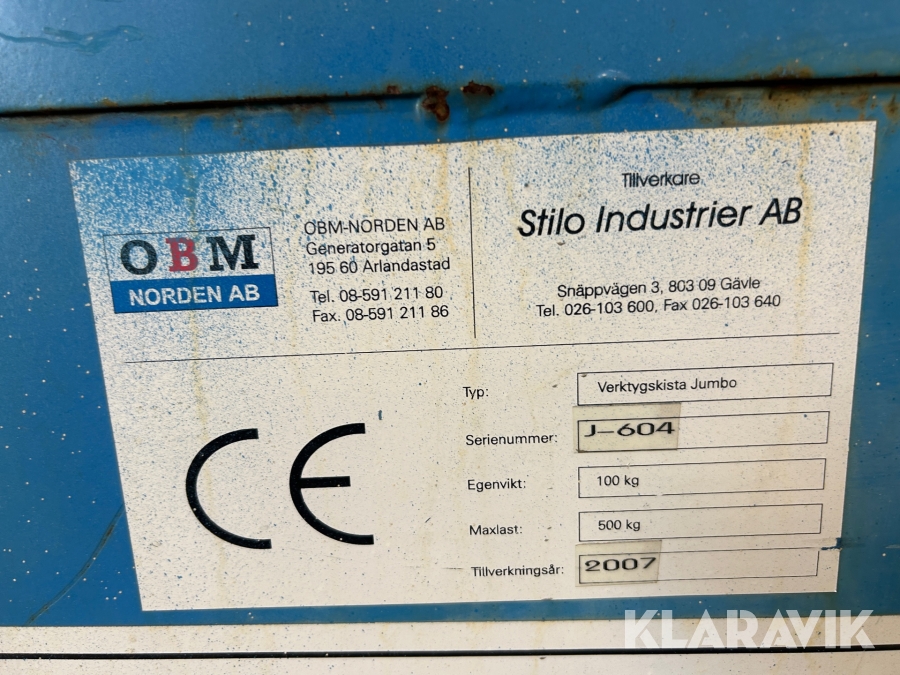 OBM
NORDEN AB
OBM-NORDEN AB
Generatorgatan 5
195 60 Arlandastad
Tel. 08-591 211 80
Fax. 08-591 211 86
Tillverkare
Stilo Industrier AB
Snäppvägen 3, 803 09 Gävle
Tel. 026-103 600, Fax 026-103 640
CE
Typ: Verktygskista Jumbo
Serienummer: J-604
Egenvikt: 100 kg
Maxlast: 500 kg
Tillverkningsår: 2007
KLARAVIK